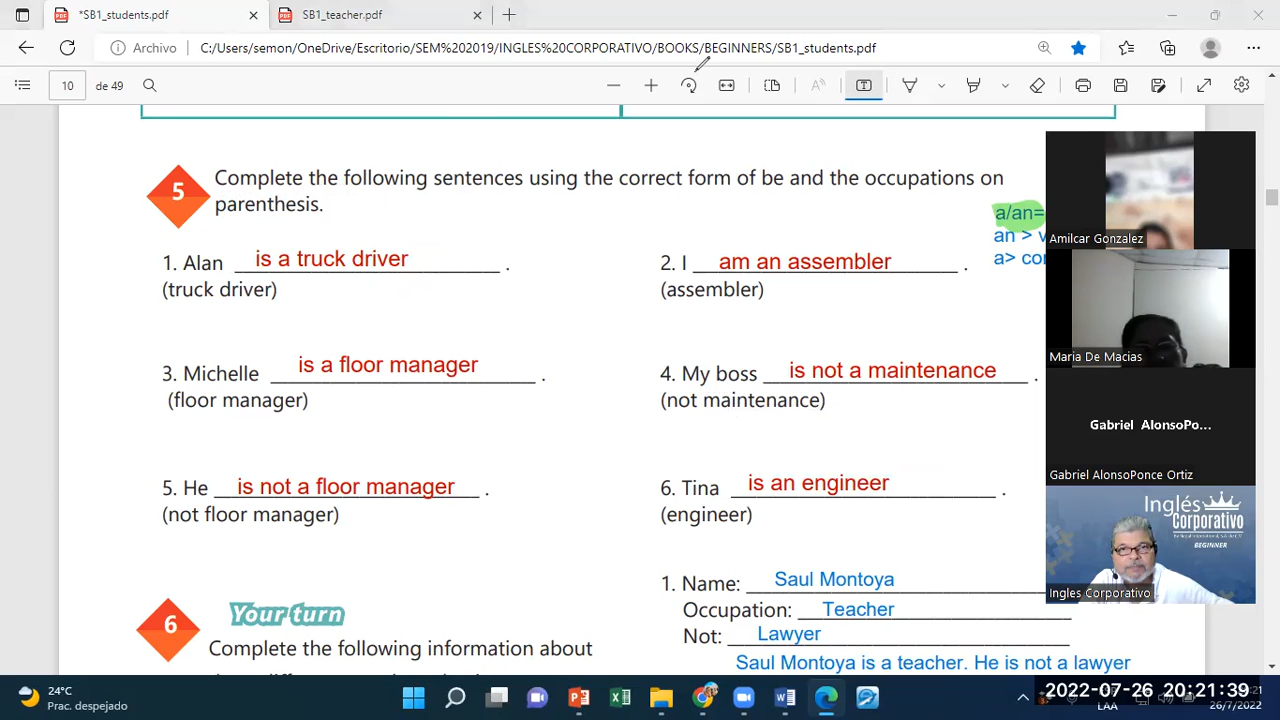 *SB1_students.pdf
SB1_teacher.pdf
Archivo
C:/Users/semon/OneDrive/Escritorio/SEM%202019/INGLES%20CORPORATIVO/BOOKS/BEGINNERS/SB1_students.pdf
10 de 49
5
Complete the following sentences using the correct form of be and the occupations on
parenthesis.
a/an=
an >
a> con
1. Alan is a truck driver .
(truck driver)
2. I am an assembler .
(assembler)
3. Michelle is a floor manager .
(floor manager)
4. My boss is not a maintenance .
(not maintenance)
5. He is not a floor manager .
(not floor manager)
6. Tina is an engineer .
(engineer)
6
Your turn
Complete the following information about
1. Name: Saul Montoya
Occupation: Teacher
Not: Lawyer
Saul Montoya is a teacher. He is not a lawyer
Amilcar Gonzalez
Maria De Macias
Gabriel AlonsoPo...
Gabriel AlonsoPonce Ortiz
Inglés
Corporativo
BEGINNER
Ingles Corporativo
24°C
Prac. despejado
2022-07-26 20:21:39
LAA
26/7/2022